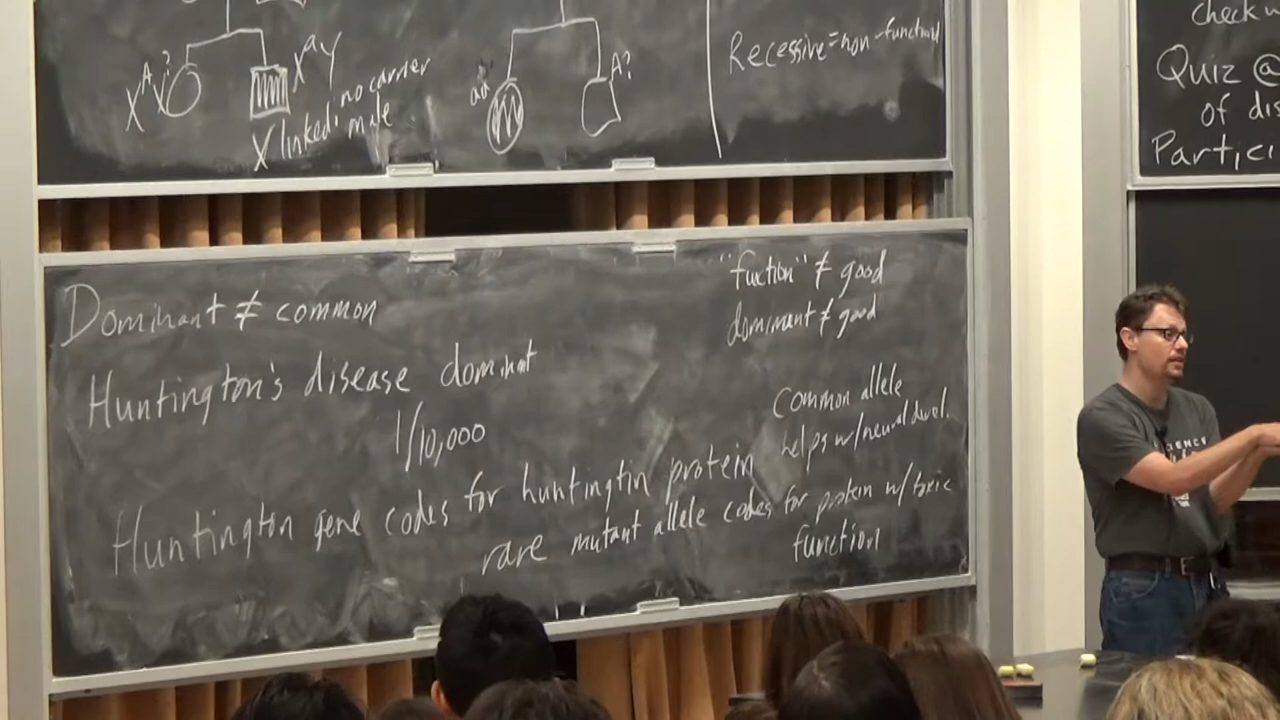 X^A X^?
X^a Y
X linked: no carrier
male
aa
A?
Recessive = non-functional
Check
Quiz @
of dis
Partici
Dominant ≠ common
Huntington's disease dominant
1/10,000
Huntington gene codes for huntingtin protein
rare mutant allele codes for protein w/ toxic
function
"fuction" ≠ good
dominant ≠ good
Common allele
helps w/ neural devel.